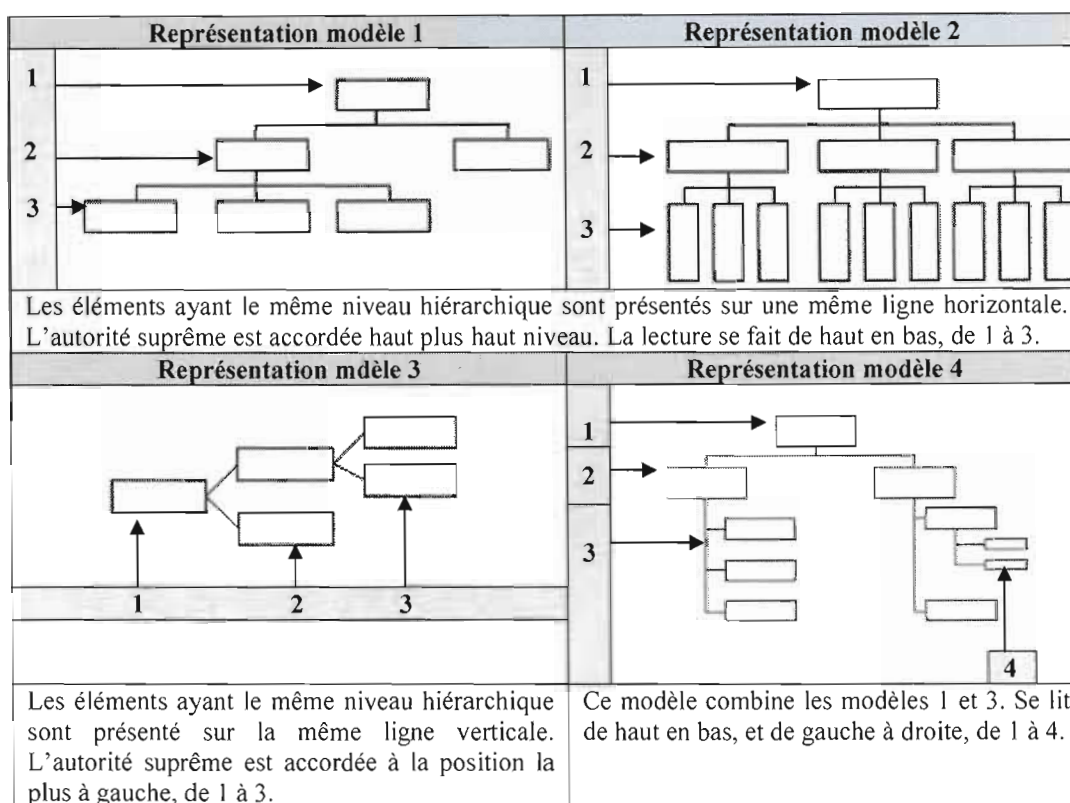 Représentation modèle 1
Représentation modèle 2
1
2
3
1
2
3
Les éléments ayant le même niveau hiérarchique sont présentés sur une même ligne horizontale.
L'autorité suprême est accordée haut plus haut niveau. La lecture se fait de haut en bas, de 1 à 3.
Représentation mdèle 3
Représentation modèle 4
1
2
3
1
2
3
4
Les éléments ayant le même niveau hiérarchique
sont présenté sur la même ligne verticale.
L'autorité suprême est accordée à la position la
plus à gauche, de 1 à 3.
Ce modèle combine les modèles 1 et 3. Se lit
de haut en bas, et de gauche à droite, de 1 à 4.